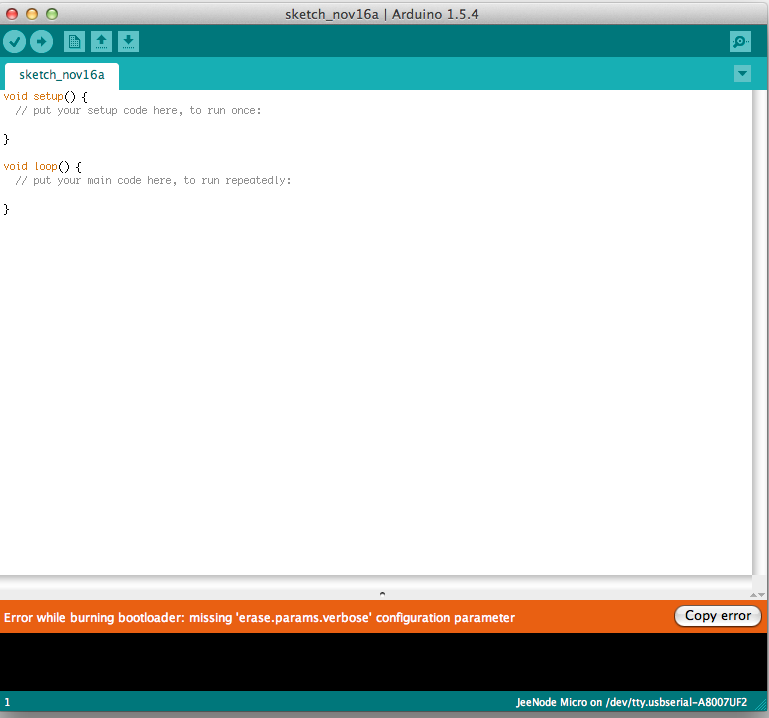 sketch_nov16a | Arduino 1.5.4
sketch_nov16a
void setup() {
// put your setup code here, to run once:
}
void loop() {
// put your main code here, to run repeatedly:
}
Error while burning bootloader: missing 'erase.params.verbose' configuration parameter
Copy error
1
JeeNode Micro on /dev/tty.usbserial-A8007UF2